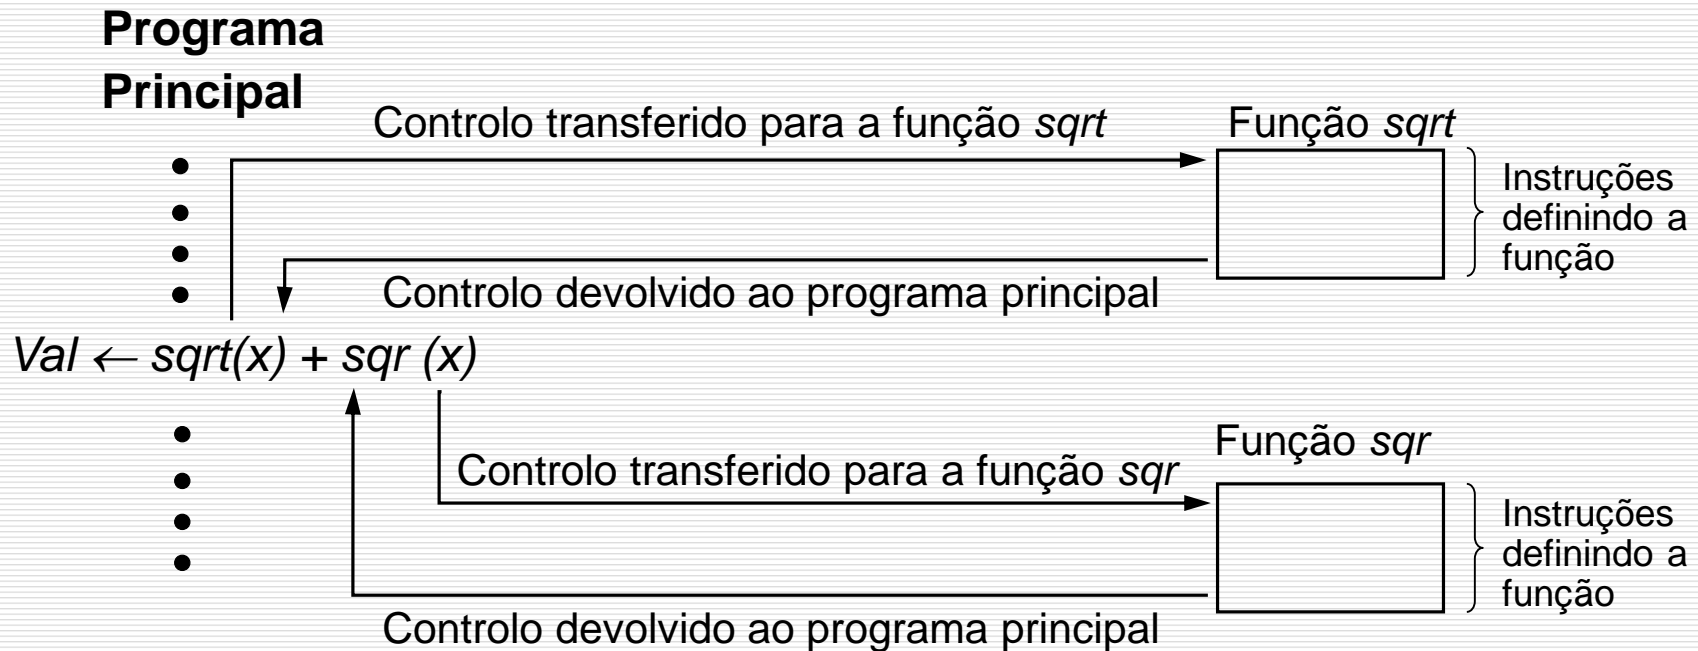 Programa
Principal
Controlo transferido para a função sqrt
Função sqrt
Instruções
definindo a
função
Controlo devolvido ao programa principal
Val ← sqrt(x) + sqr (x)
Função sqr
Controlo transferido para a função sqr
Instruções
definindo a
função
Controlo devolvido ao programa principal